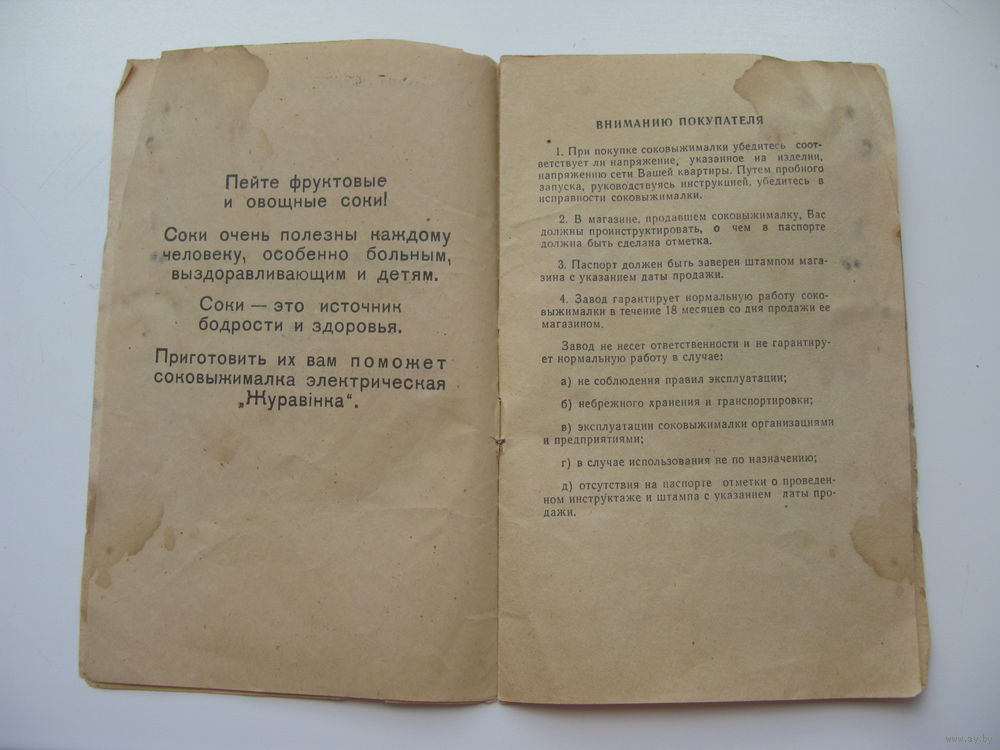 Пейте фруктовые
и овощные соки!
Соки очень полезны каждому
человеку, особенно больным,
выздоравливающим и детям.
Соки — это источник
бодрости и здоровья.
Приготовить их вам поможет
соковыжималка электрическая
„Журавінка“.
ВНИМАНИЮ ПОКУПАТЕЛЯ
1. При покупке соковыжималки убедитесь соот-
ветствует ли напряжение, указанное на изделии,
напряжению сети Вашей квартиры. Путем пробного
запуска, руководствуясь инструкцией, убедитесь в
исправности соковыжималки.
2. В магазине, продавшем соковыжималку, Вас
должны проинструктировать, о чем в паспорте
должна быть сделана отметка.
3. Паспорт должен быть заверен штампом мага-
зина с указанием даты продажи.
4. Завод гарантирует нормальную работу соко-
выжималки в течение 18 месяцев со дня продажи ее
магазином.
Завод не несет ответственности и не гарантиру-
ет нормальную работу в случае:
а) не соблюдения правил эксплуатации;
б) небрежного хранения и транспортировки;
в) эксплуатации соковыжималки организациями
и предприятиями;
г) в случае использования не по назначению;
д) отсутствия на паспорте отметки о проведен-
ном инструктаже и штампа с указанием даты про-
дажи.
www.ay.by